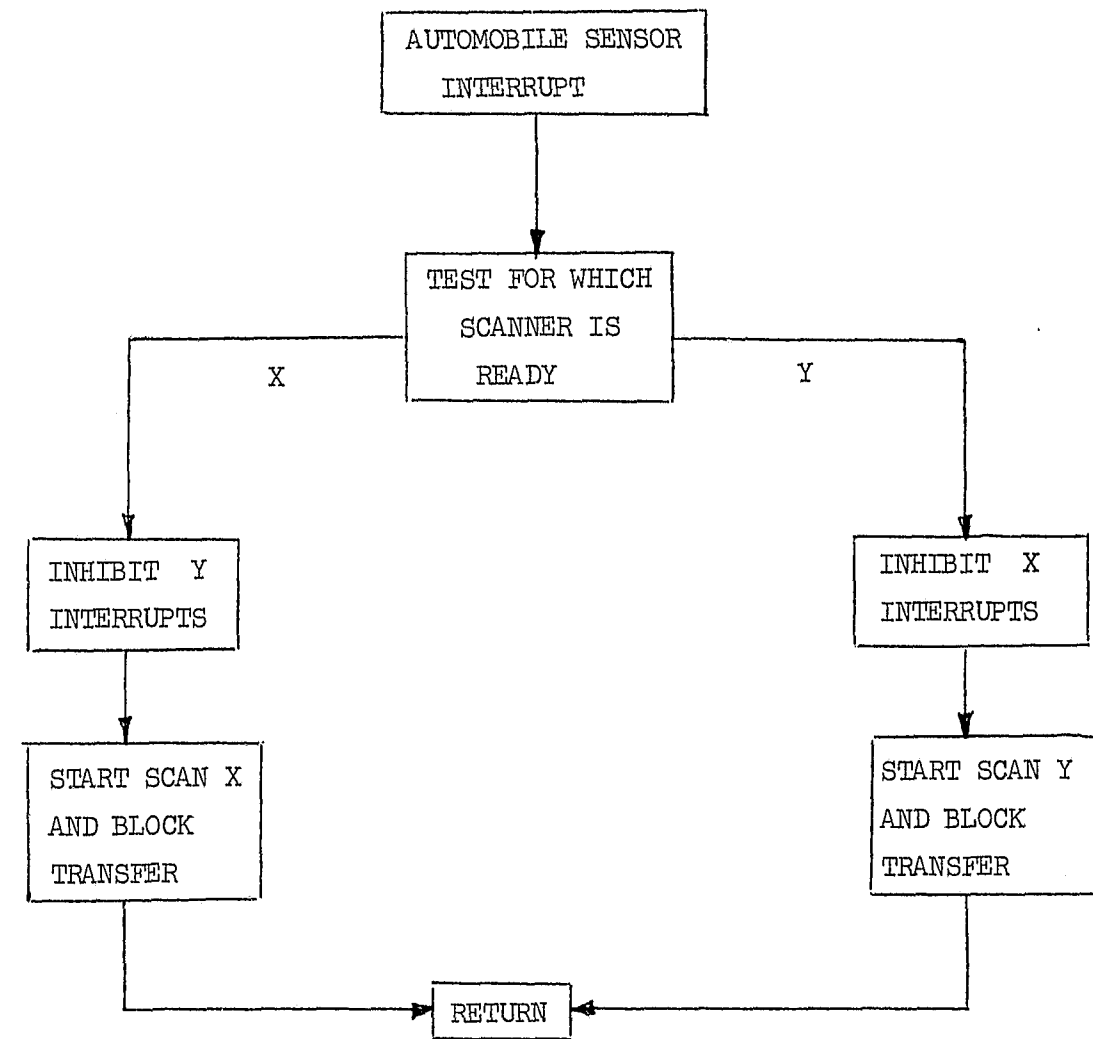 AUTOMOBILE SENSOR
INTERRUPT
TEST FOR WHICH
SCANNER IS
READY
X
Y
INHIBIT Y
INTERRUPTS
INHIBIT X
INTERRUPTS
START SCAN X
AND BLOCK
TRANSFER
START SCAN Y
AND BLOCK
TRANSFER
RETURN